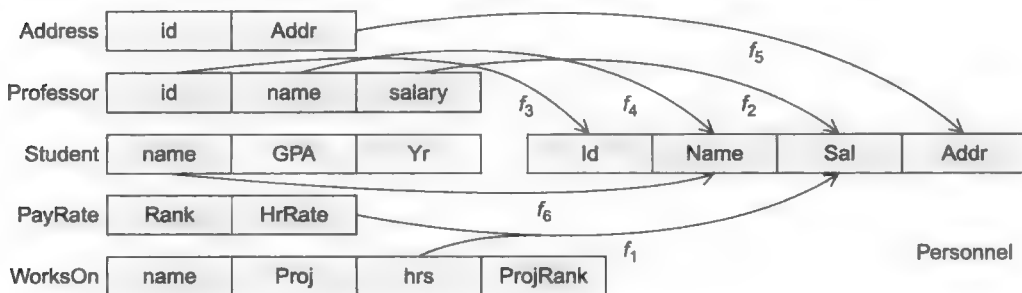 Address id Addr
f5
Professor id name salary
f3 f4 f2
Student name GPA Yr Id Name Sal Addr
PayRate Rank HrRate
f6
f1
Personnel
WorksOn name Proj hrs ProjRank